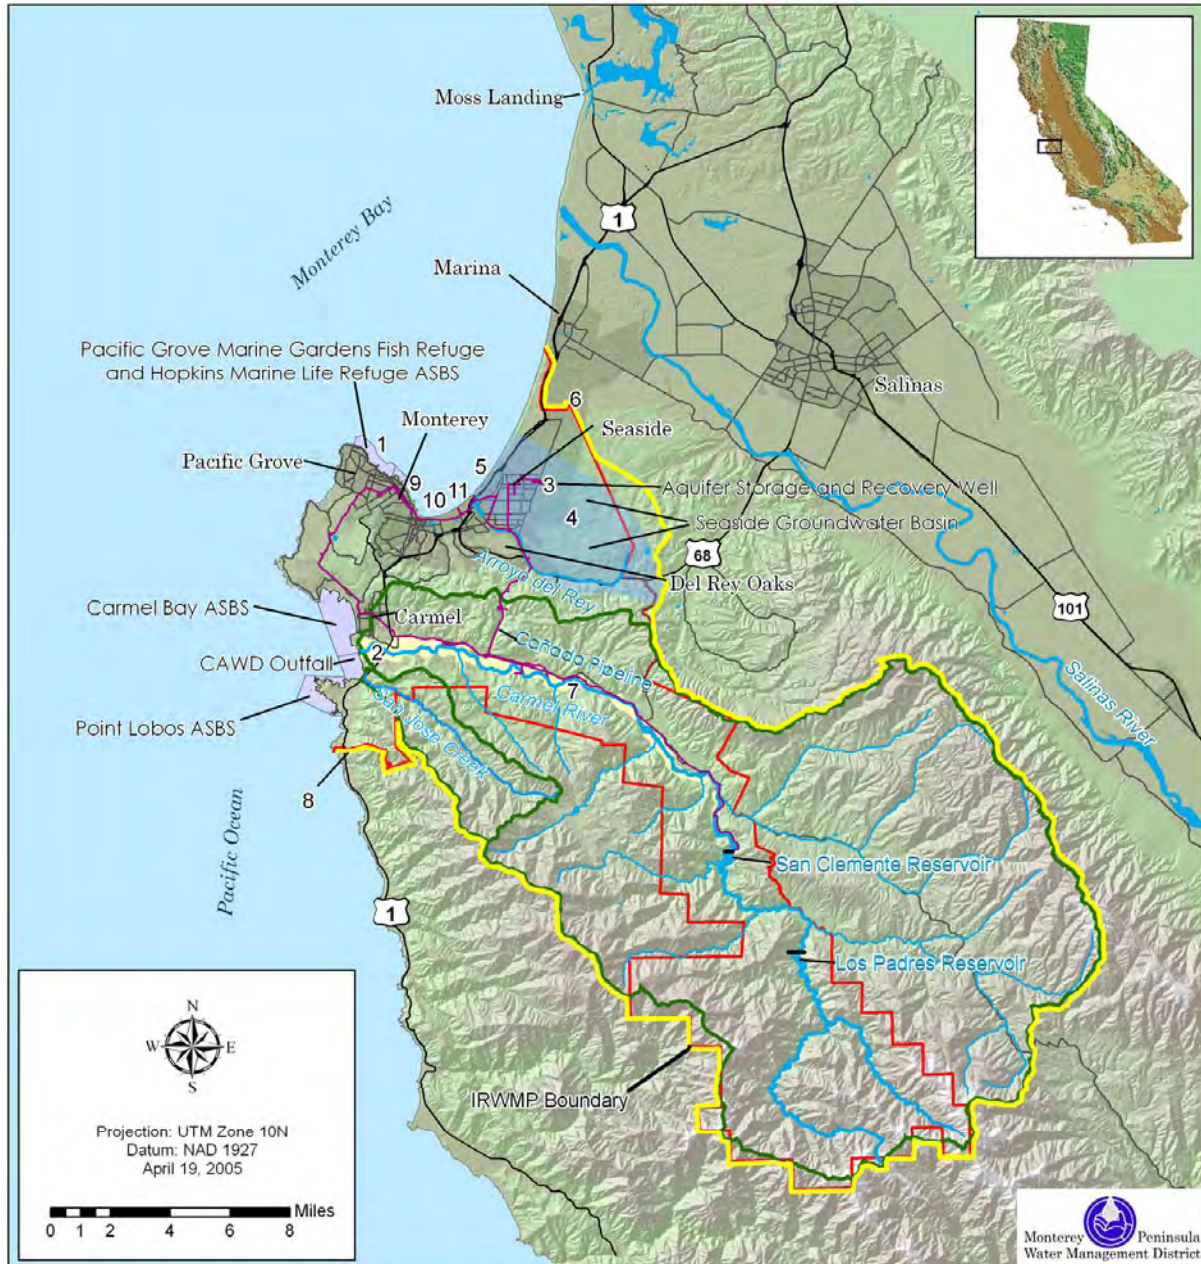 Moss Landing
1
Monterey Bay
Marina
Pacific Grove Marine Gardens Fish Refuge
and Hopkins Marine Life Refuge ASBS
Salinas
6
Monterey
Seaside
1
Pacific Grove
5
9
3
Aquifer Storage and Recovery Well
10
11
4
Seaside Groundwater Basin
68
Arroyo del Rey
Del Rey Oaks
Carmel Bay ASBS
Carmel
101
CAWD Outfall
2
Cañada Pipeline
7
Carmel River
Salinas River
Point Lobos ASBS
San Jose Creek
8
Pacific Ocean
San Clemente Reservoir
1
Los Padres Reservoir
IRWMP Boundary
N
W
E
S
Projection: UTM Zone 10N
Datum: NAD 1927
April 19, 2005
Miles
0 1 2 4 6 8
Monterey Peninsula
Water Management District